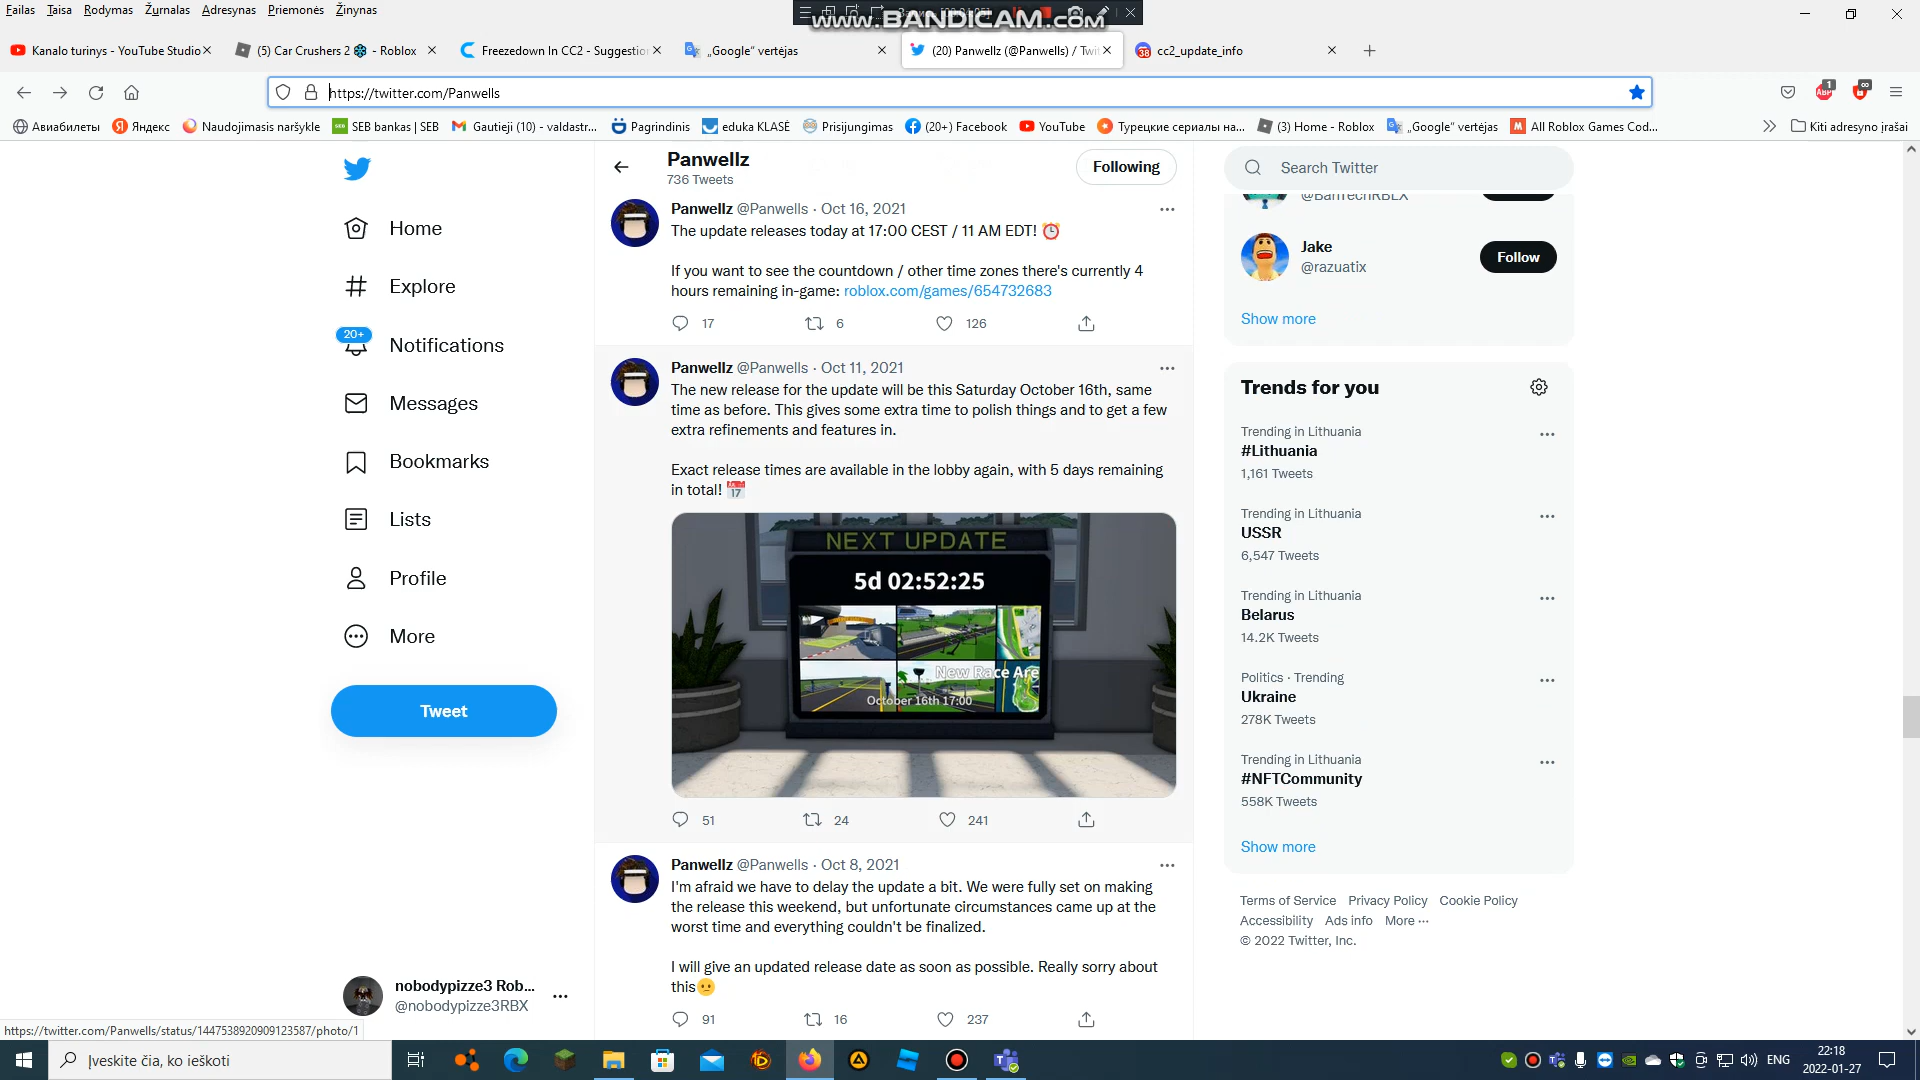 Failas Taisa Rodymas Žurnalas Adresynas Priemonės Žinynas
www.BANDICAM.com
Kanalo turinys - YouTube Studio
(5) Car Crushers 2 - Roblox
Freezedown In CC2 - Suggestion
„Google“ vertėjas
(20) Panwellz (@Panwells) / Twi
38
cc2_update_info
https://twitter.com/Panwells
1
ABP
∞
Авиабилеты
Яндекс
Naudojimasis naršykle
SEB
SEB bankas | SEB
Gautieji (10) - valdastr...
Pagrindinis
eduka KLASĖ
Prisijungimas
(20+) Facebook
YouTube
Турецкие сериалы на...
(3) Home - Roblox
„Google“ vertėjas
M
All Roblox Games Cod...
Kiti adresyno įrašai
Home
Explore
20+
Notifications
Messages
Bookmarks
Lists
Profile
More
Tweet
nobodypizze3 Rob...
@nobodypizze3RBX
https://twitter.com/Panwells/status/1447538920909123587/photo/1
Panwellz
736 Tweets
Following
Panwellz @Panwells · Oct 16, 2021
The update releases today at 17:00 CEST / 11 AM EDT! ⏰
If you want to see the countdown / other time zones there's currently 4
hours remaining in-game: roblox.com/games/654732683
17
6
126
Panwellz @Panwells · Oct 11, 2021
The new release for the update will be this Saturday October 16th, same
time as before. This gives some extra time to polish things and to get a few
extra refinements and features in.
Exact release times are available in the lobby again, with 5 days remaining
in total! 📅
NEXT UPDATE
5d 02:52:25
New Race Are
October 16th 17:00
51
24
241
Panwellz @Panwells · Oct 8, 2021
I'm afraid we have to delay the update a bit. We were fully set on making
the release this weekend, but unfortunate circumstances came up at the
worst time and everything couldn't be finalized.
I will give an updated release date as soon as possible. Really sorry about
this😕
91
16
237
Search Twitter
@BanTechRBLX
Jake
@razuatix
Follow
Show more
Trends for you
Trending in Lithuania
#Lithuania
1,161 Tweets
Trending in Lithuania
USSR
6,547 Tweets
Trending in Lithuania
Belarus
14.2K Tweets
Politics · Trending
Ukraine
278K Tweets
Trending in Lithuania
#NFTCommunity
558K Tweets
Show more
Terms of Service Privacy Policy Cookie Policy
Accessibility Ads info More ···
© 2022 Twitter, Inc.
Įveskite čia, ko ieškoti
ENG
22:18
2022-01-27